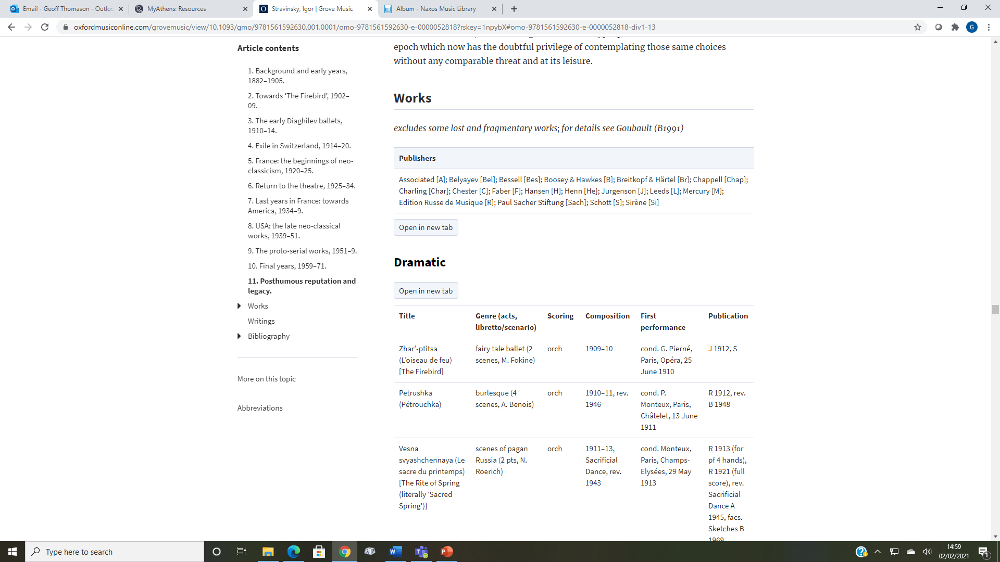 Email - Geoff Thomason - Outloo
MyAthens: Resources
Stravinsky, Igor | Grove Music
Album - Naxos Music Library
oxfordmusiconline.com/grovemusic/view/10.1093/gmo/9781561592630.001.0001/omo-9781561592630-e-0000052818?rskey=1npybX#omo-9781561592630-e-0000052818-div1-13
G
Article contents
1. Background and early years,
1882–1905.
2. Towards ‘The Firebird’, 1902–
09.
3. The early Diaghilev ballets,
1910–14.
4. Exile in Switzerland, 1914–20.
5. France: the beginnings of neo-
classicism, 1920–25.
6. Return to the theatre, 1925–34.
7. Last years in France: towards
America, 1934–9.
8. USA: the late neo-classical
works, 1939–51.
9. The proto-serial works, 1951–9.
10. Final years, 1959–71.
11. Posthumous reputation and
legacy.
Works
Writings
Bibliography
More on this topic
Abbreviations
epoch which now has the doubtful privilege of contemplating those same choices
without any comparable threat and at its leisure.
Works
excludes some lost and fragmentary works; for details see Goubault (B1991)
Publishers
Associated [A]; Belyayev [Bel]; Bessell [Bes]; Boosey & Hawkes [B]; Breitkopf & Härtel [Br]; Chappell [Chap];
Charling [Char]; Chester [C]; Faber [F]; Hansen [H]; Henn [He]; Jurgenson [J]; Leeds [L]; Mercury [M];
Edition Russe de Musique [R]; Paul Sacher Stiftung [Sach]; Schott [S]; Sirène [Si]
Open in new tab
Dramatic
Open in new tab
Title
Genre (acts,
libretto/scenario)
Scoring
Composition
First
performance
Publication
Zhar′-ptitsa
(L’oiseau de feu)
[The Firebird]
fairy tale ballet (2
scenes, M. Fokine)
orch
1909–10
cond. G. Pierné,
Paris, Opéra, 25
June 1910
J 1912, S
Petrushka
(Pétrouchka)
burlesque (4
scenes, A. Benois)
orch
1910–11, rev.
1946
cond. P.
Monteux, Paris,
Châtelet, 13 June
1911
R 1912, rev.
B 1948
Vesna
svyashchennaya (Le
sacre du printemps)
[The Rite of Spring
(literally ‘Sacred
Spring’)]
scenes of pagan
Russia (2 pts, N.
Roerich)
orch
1911–13,
Sacrificial
Dance, rev.
1943
cond. Monteux,
Paris, Champs-
Elysées, 29 May
1913
R 1913 (for
pf 4 hands),
R 1921 (full
score), rev.
Sacrificial
Dance A
1945, facs.
Sketches B
1969
Type here to search
14:59
02/02/2021
1